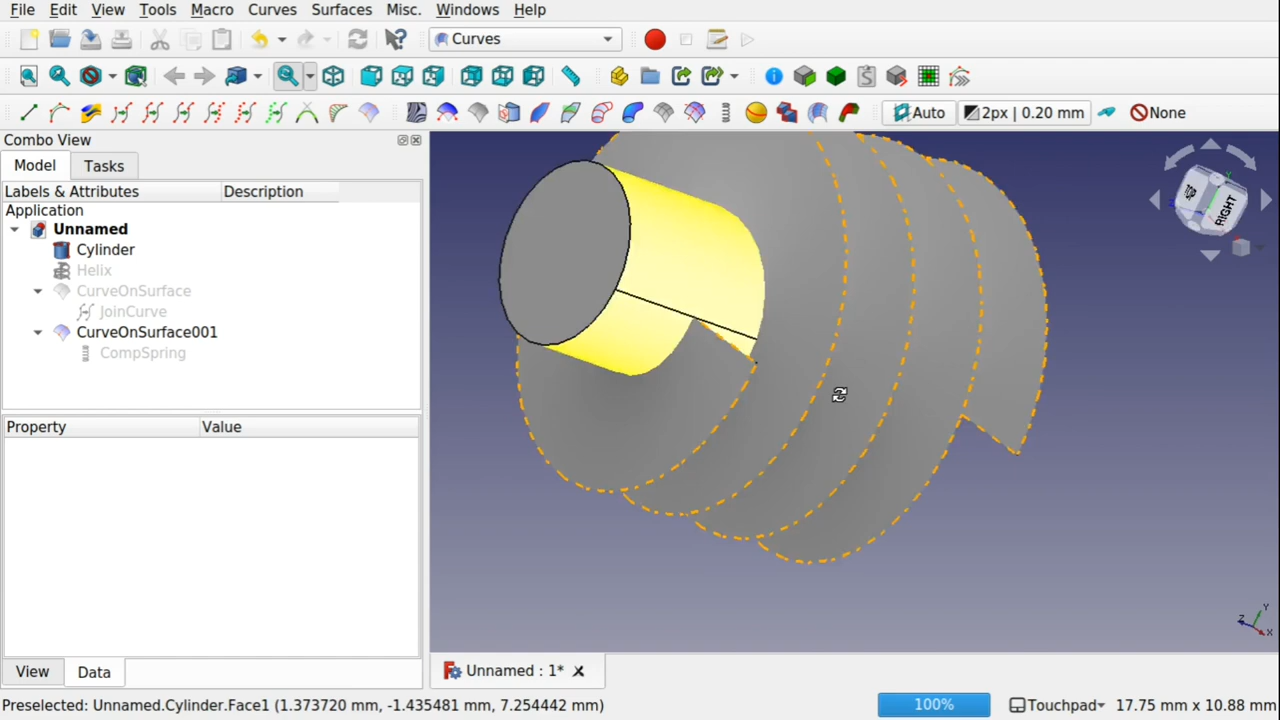 File Edit View Tools Macro Curves Surfaces Misc. Windows Help
Curves
Auto 2px | 0.20 mm None
Combo View
Model Tasks
Labels & Attributes Description
Application
Unnamed
Cylinder
Helix
CurveOnSurface
JoinCurve
CurveOnSurface001
CompSpring
Property Value
View Data
RIGHT
Y
Z
X
Unnamed : 1*
Preselected: Unnamed.Cylinder.Face1 (1.373720 mm, -1.435481 mm, 7.254442 mm) 100% Touchpad 17.75 mm x 10.88 mm